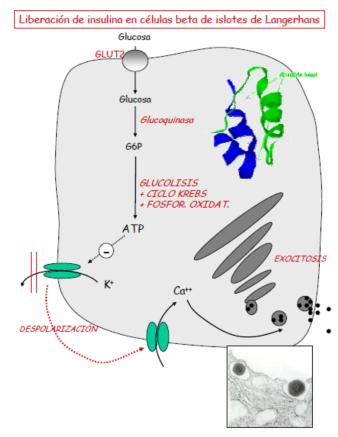 Liberación de insulina en células beta de islotes de Langerhans
Glucosa
GLUT2
Glucosa
Glucoquinasa
G6P
GLUCOLISIS
+ CICLO KREBS
+ FOSFOR. OXIDAT.
ATP
-
K+
Ca++
EXOCITOSIS
DESPOLARIZACIÓN